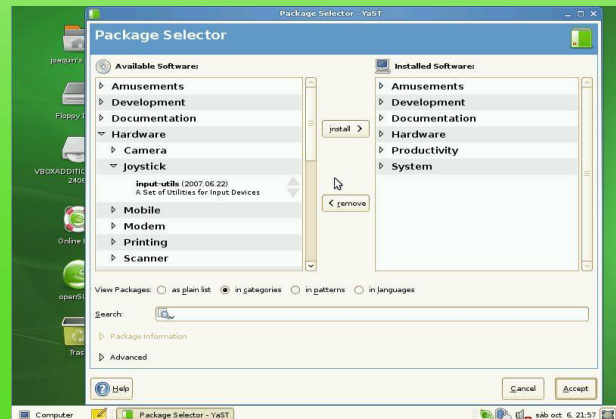 Package Selector - YaST
Package Selector
Available Software:
Amusements
Development
Documentation
Hardware
Camera
Joystick
input-utils (2007.06.22)
A Set of Utilities for Input Devices
Mobile
Modem
Printing
Scanner
install >
< remove
Installed Software:
Amusements
Development
Documentation
Hardware
Productivity
System
View Packages: as plain list in categories in patterns in languages
Search:
Package Information
Advanced
Help
Cancel
Accept
joaquin's
Floppy D
VBOXADDITIO
2406
Online
openSU
Tras
Computer
Package Selector - YaST
sáb oct 6, 21:57